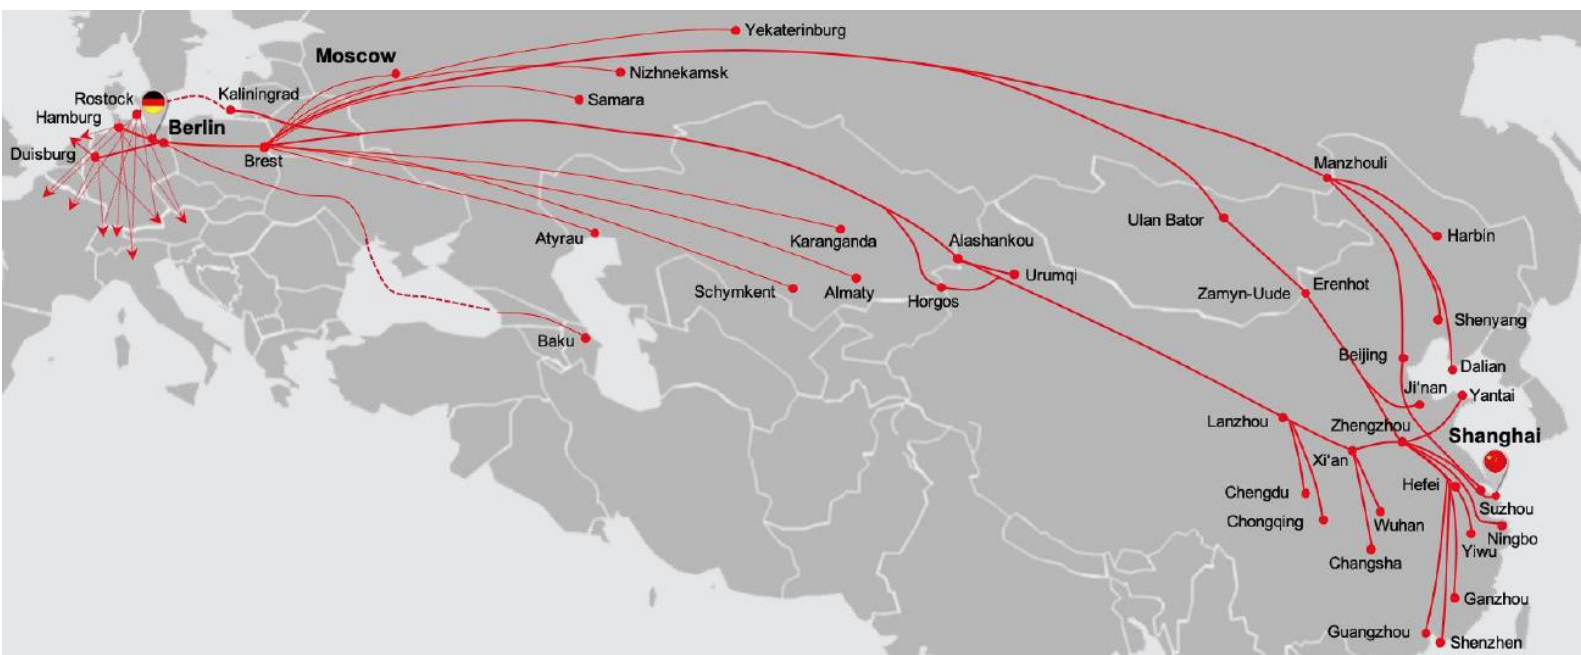 Yekaterinburg
Moscow
Nizhnekamsk
Kaliningrad
Rostock
Samara
Hamburg
Berlin
Duisburg
Brest
Manzhouli
Ulan Bator
Harbin
Atyrau
Karanganda
Alashankou
Urumqi
Erenhot
Zamyn-Uude
Schymkent
Almaty
Horgos
Shenyang
Baku
Beijing
Dalian
Ji'nan
Yantai
Lanzhou
Zhengzhou
Shanghai
Xi'an
Hefei
Chengdu
Suzhou
Chongqing
Wuhan
Ningbo
Yiwu
Changsha
Ganzhou
Guangzhou
Shenzhen